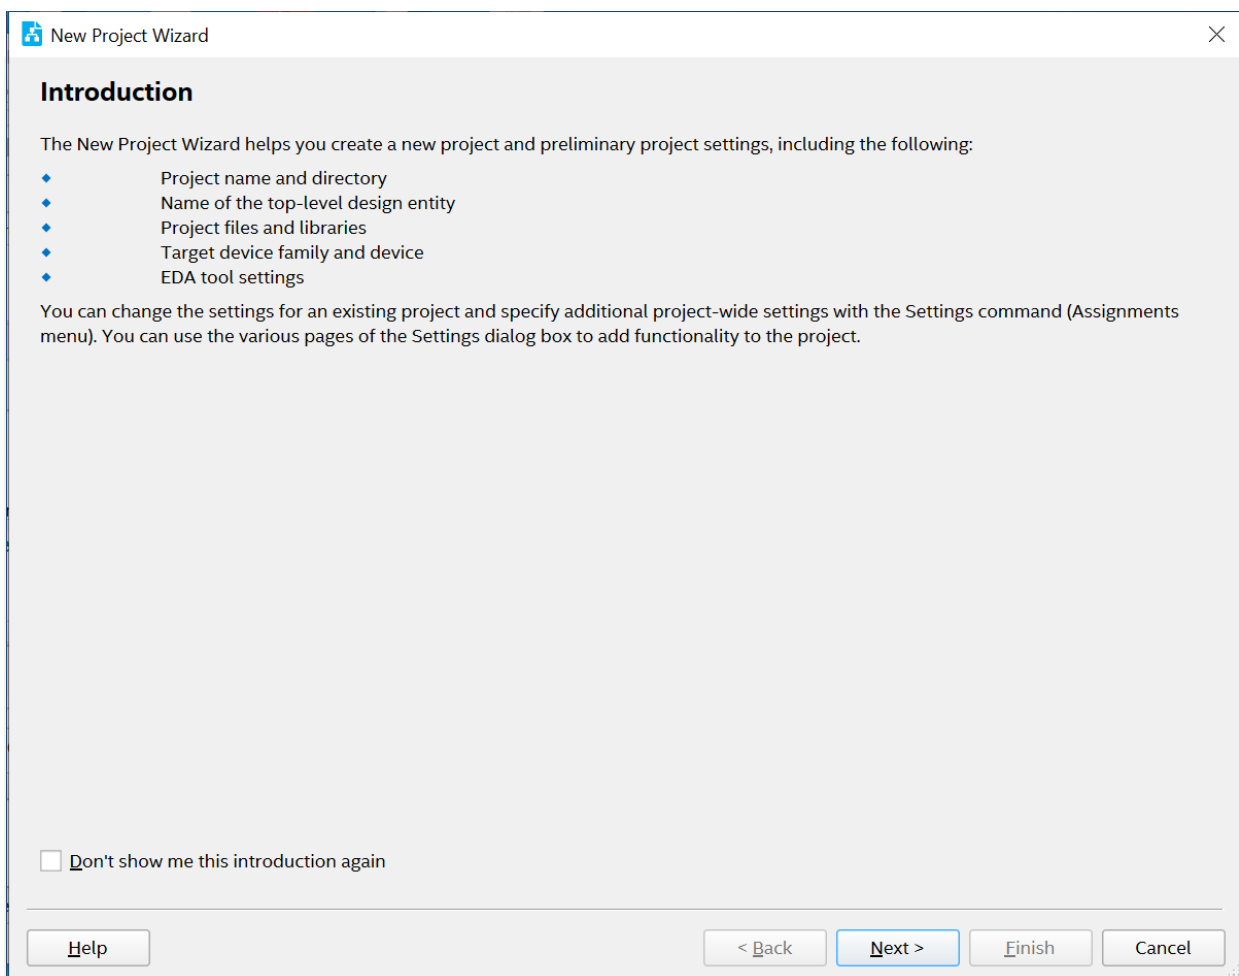 New Project Wizard
Introduction
The New Project Wizard helps you create a new project and preliminary project settings, including the following:
Project name and directory
Name of the top-level design entity
Project files and libraries
Target device family and device
EDA tool settings
You can change the settings for an existing project and specify additional project-wide settings with the Settings command (Assignments
menu). You can use the various pages of the Settings dialog box to add functionality to the project.
Don't show me this introduction again
Help
< Back
Next >
Finish
Cancel